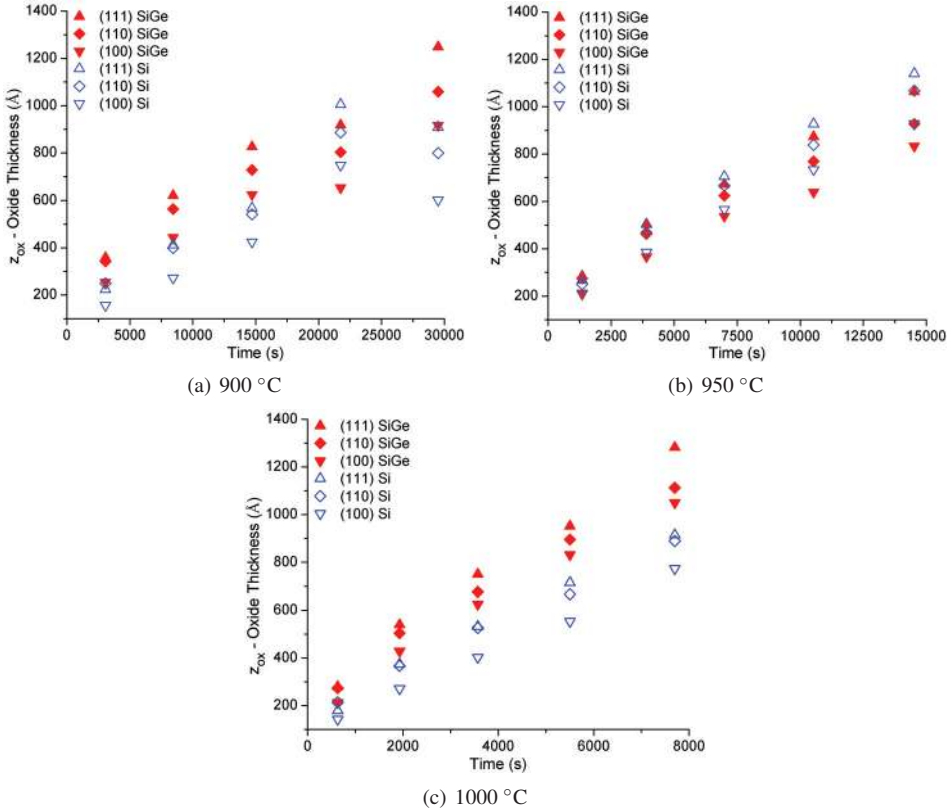 1400
1200
1000
800
600
400
200
z_ox - Oxide Thickness (Å)
(111) SiGe
(110) SiGe
(100) SiGe
(111) Si
(110) Si
(100) Si
0 5000 10000 15000 20000 25000 30000
Time (s)
(a) 900 °C
1400
1200
1000
800
600
400
200
z_ox - Oxide Thickness (Å)
(111) SiGe
(110) SiGe
(100) SiGe
(111) Si
(110) Si
(100) Si
0 2500 5000 7500 10000 12500 15000
Time (s)
(b) 950 °C
1400
1200
1000
800
600
400
200
z_ox - Oxide Thickness (Å)
(111) SiGe
(110) SiGe
(100) SiGe
(111) Si
(110) Si
(100) Si
0 2000 4000 6000 8000
Time (s)
(c) 1000 °C